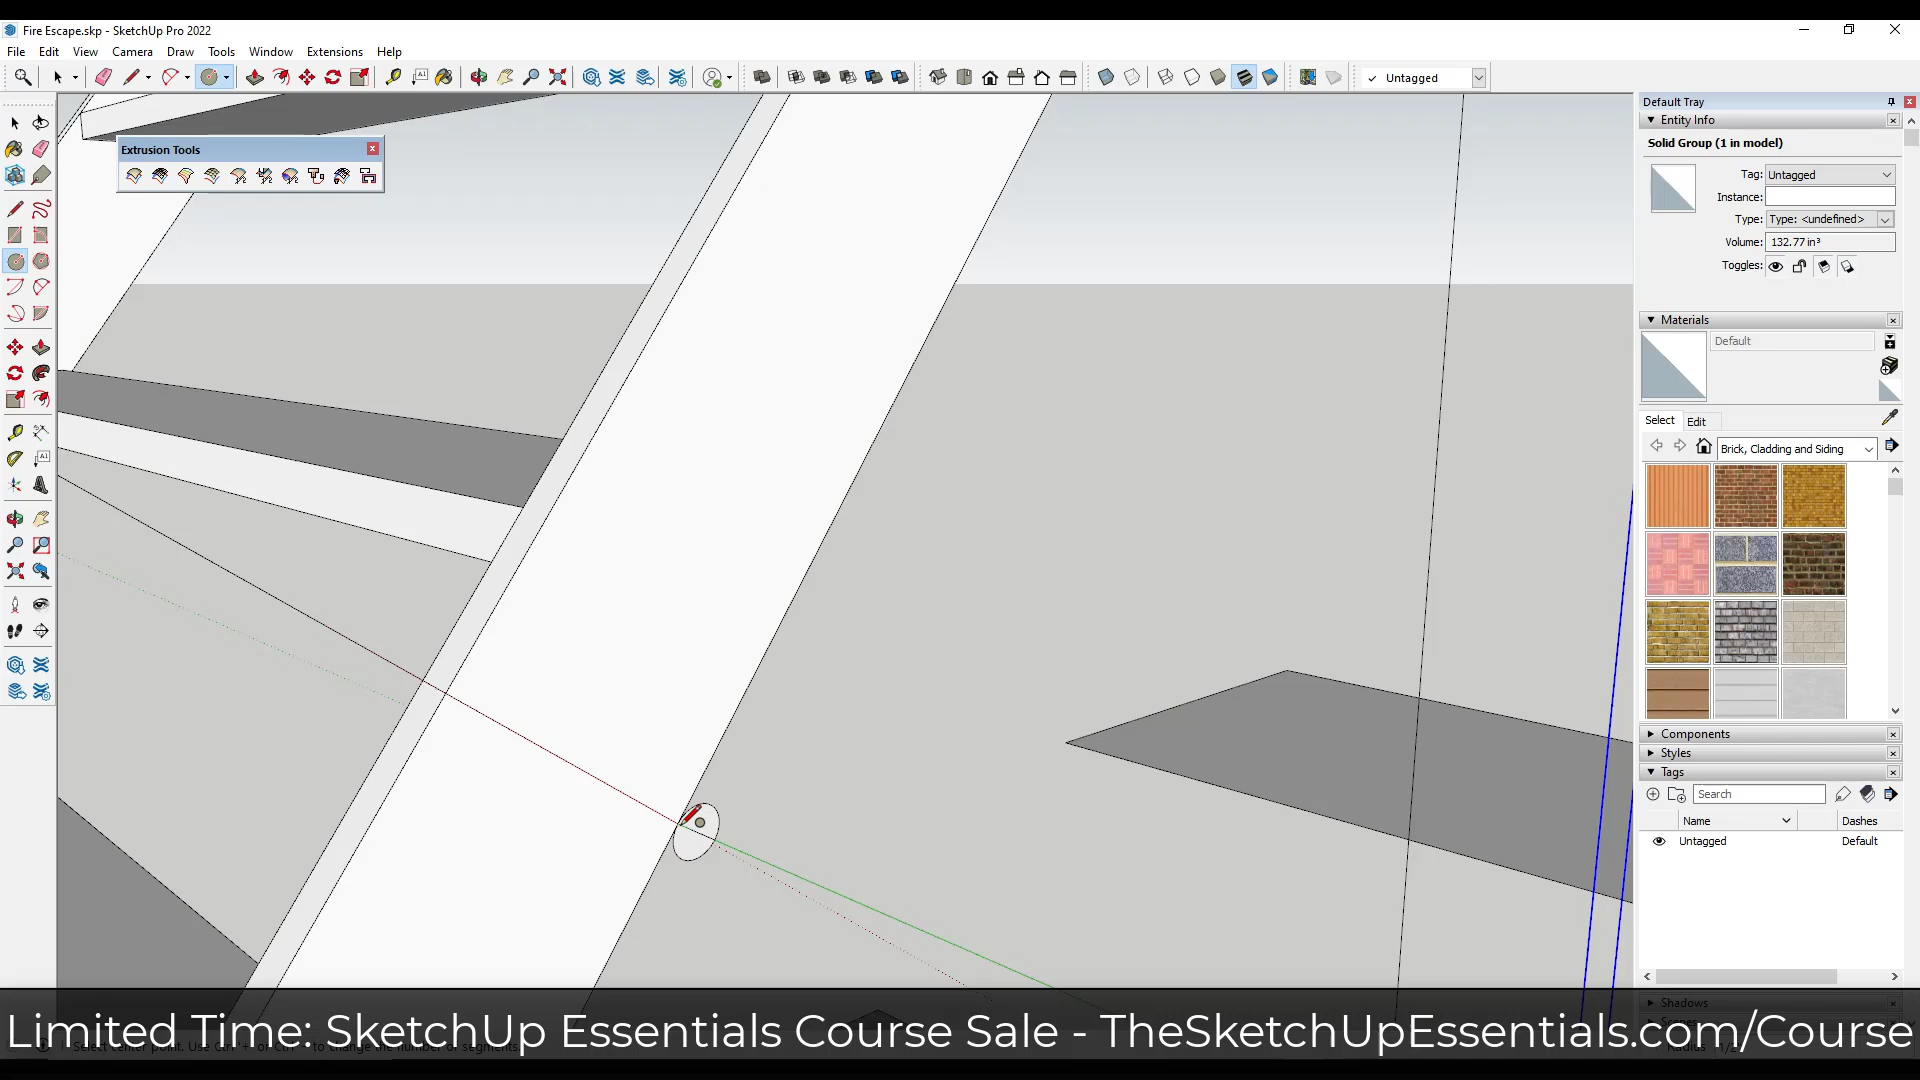 Fire Escape.skp - SketchUp Pro 2022
File Edit View Camera Draw Tools Window Extensions Help
Untagged
Default Tray
Entity Info
Extrusion Tools
Solid Group (1 in model)
Tag: Untagged
Instance:
Type: Type: <undefined>
Volume: 132.77 in³
Toggles:
Materials
Default
Select Edit
Brick, Cladding and Siding
Components
Styles
Tags
Search
Name Dashes
Untagged Default
Shadows
Limited Time: SketchUp Essentials Course Sale - TheSketchUpEssentials.com/Course